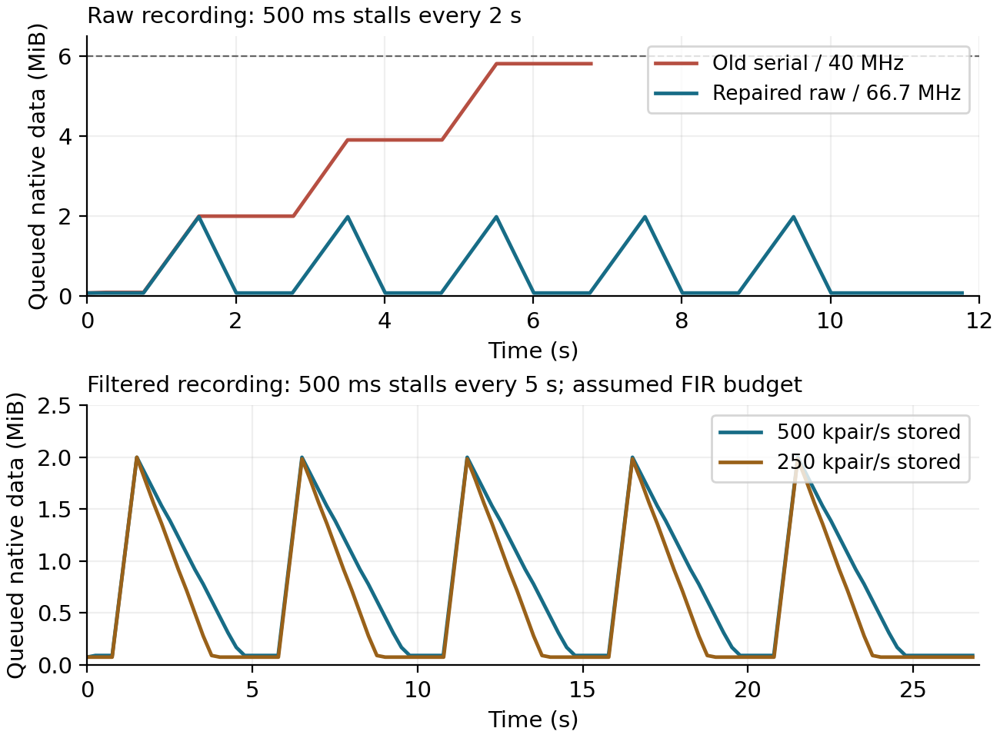 Raw recording: 500 ms stalls every 2 s
Queued native data (MiB)
6
4
2
0
Old serial / 40 MHz
Repaired raw / 66.7 MHz
0 2 4 6 8 10 12
Time (s)
Filtered recording: 500 ms stalls every 5 s; assumed FIR budget
Queued native data (MiB)
2.5
2.0
1.5
1.0
0.5
0.0
500 kpair/s stored
250 kpair/s stored
0 5 10 15 20 25
Time (s)